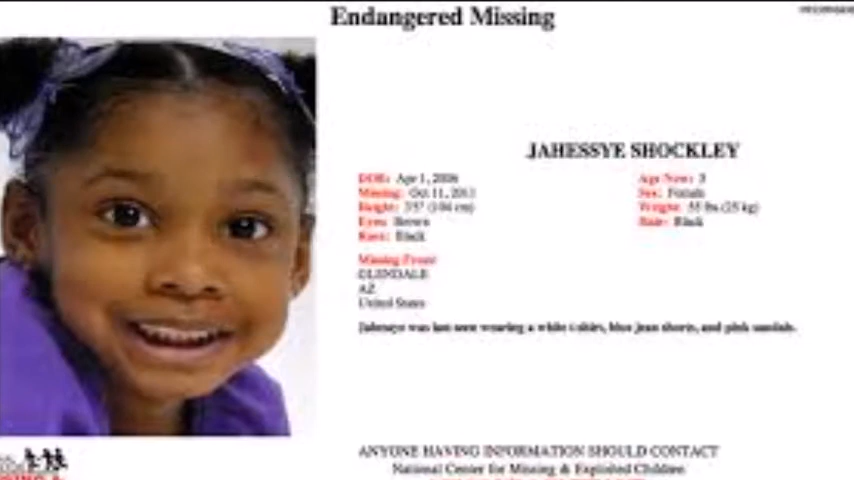 Endangered Missing
JAHESSYE SHOCKLEY
DOB: Apr 1, 2006
Age Now: 5
Missing: Oct 11, 2011
Sex: Female
Height: 3'5" (104 cm)
Weight: 55 lbs (25 kg)
Eyes: Brown
Hair: Black
Race: Black
Missing From:
GLENDALE
AZ
United States
Jahessye was last seen wearing a white t-shirt, blue jean shorts, and pink sandals.
ANYONE HAVING INFORMATION SHOULD CONTACT
National Center for Missing & Exploited Children